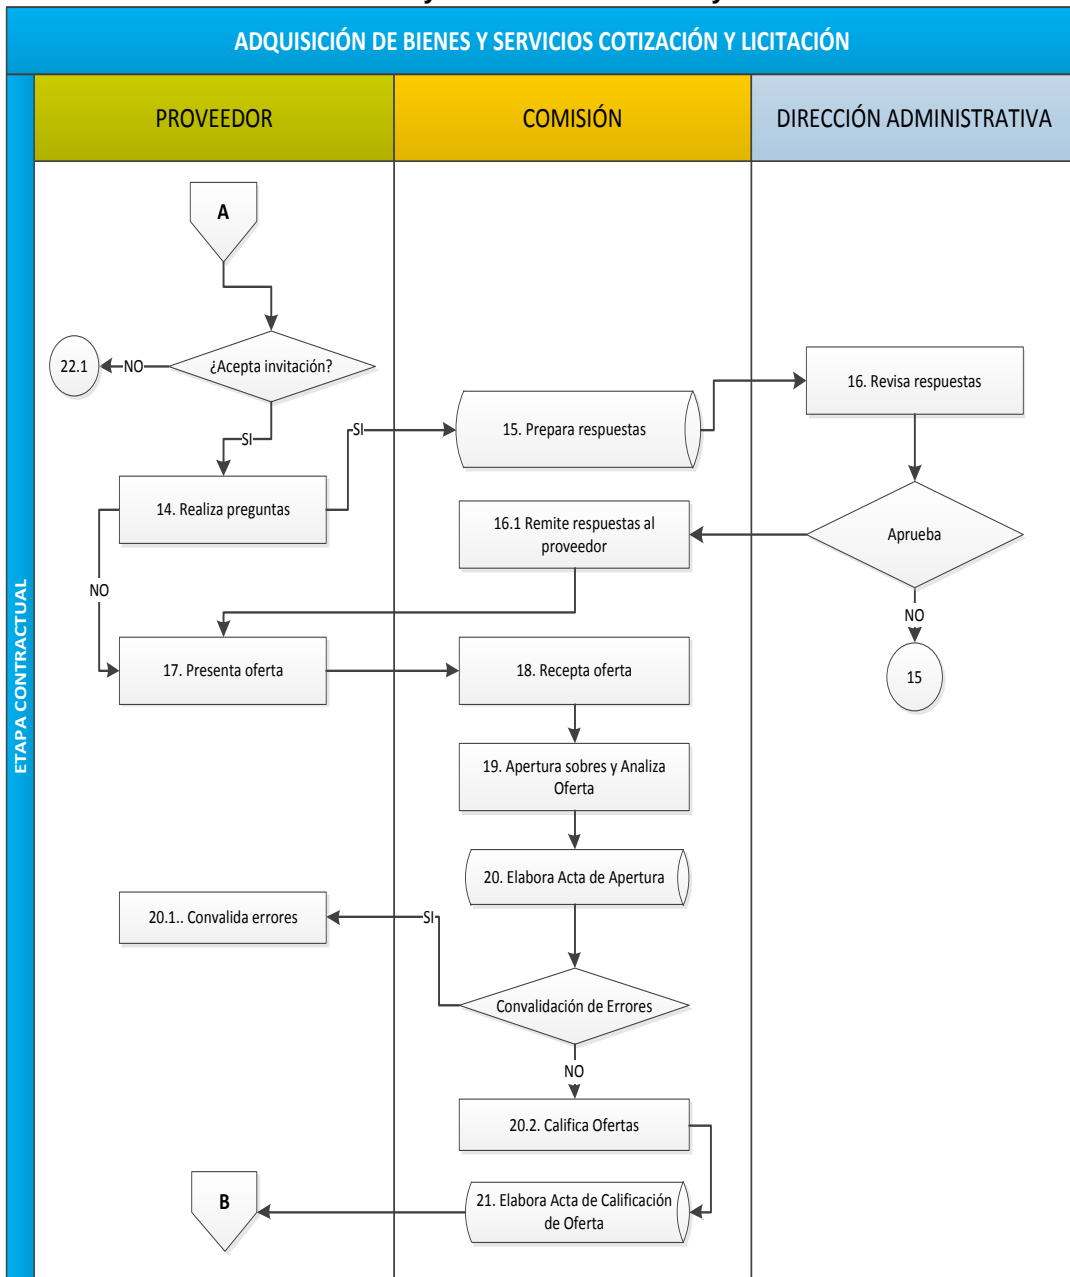 ADQUISICIÓN DE BIENES Y SERVICIOS COTIZACIÓN Y LICITACIÓN
PROVEEDOR
COMISIÓN
DIRECCIÓN ADMINISTRATIVA
ETAPA CONTRACTUAL
A
¿Acepta invitación?
NO
22.1
SI
14. Realiza preguntas
SI
NO
15. Prepara respuestas
16. Revisa respuestas
Aprueba
NO
15
16.1 Remite respuestas al
proveedor
17. Presenta oferta
18. Recepta oferta
19. Apertura sobres y Analiza
Oferta
20. Elabora Acta de Apertura
20.1.. Convalida errores
SI
Convalidación de Errores
NO
20.2. Califica Ofertas
21. Elabora Acta de Calificación
de Oferta
B